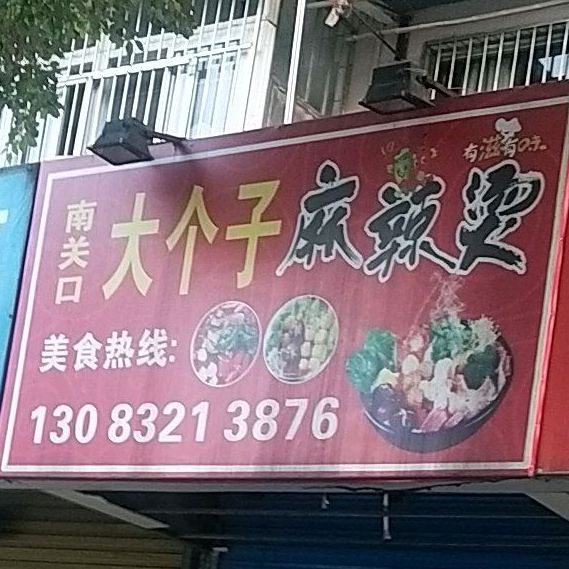 有滋有味
南关口
大个子麻辣烫
美食热线:
130 8321 3876